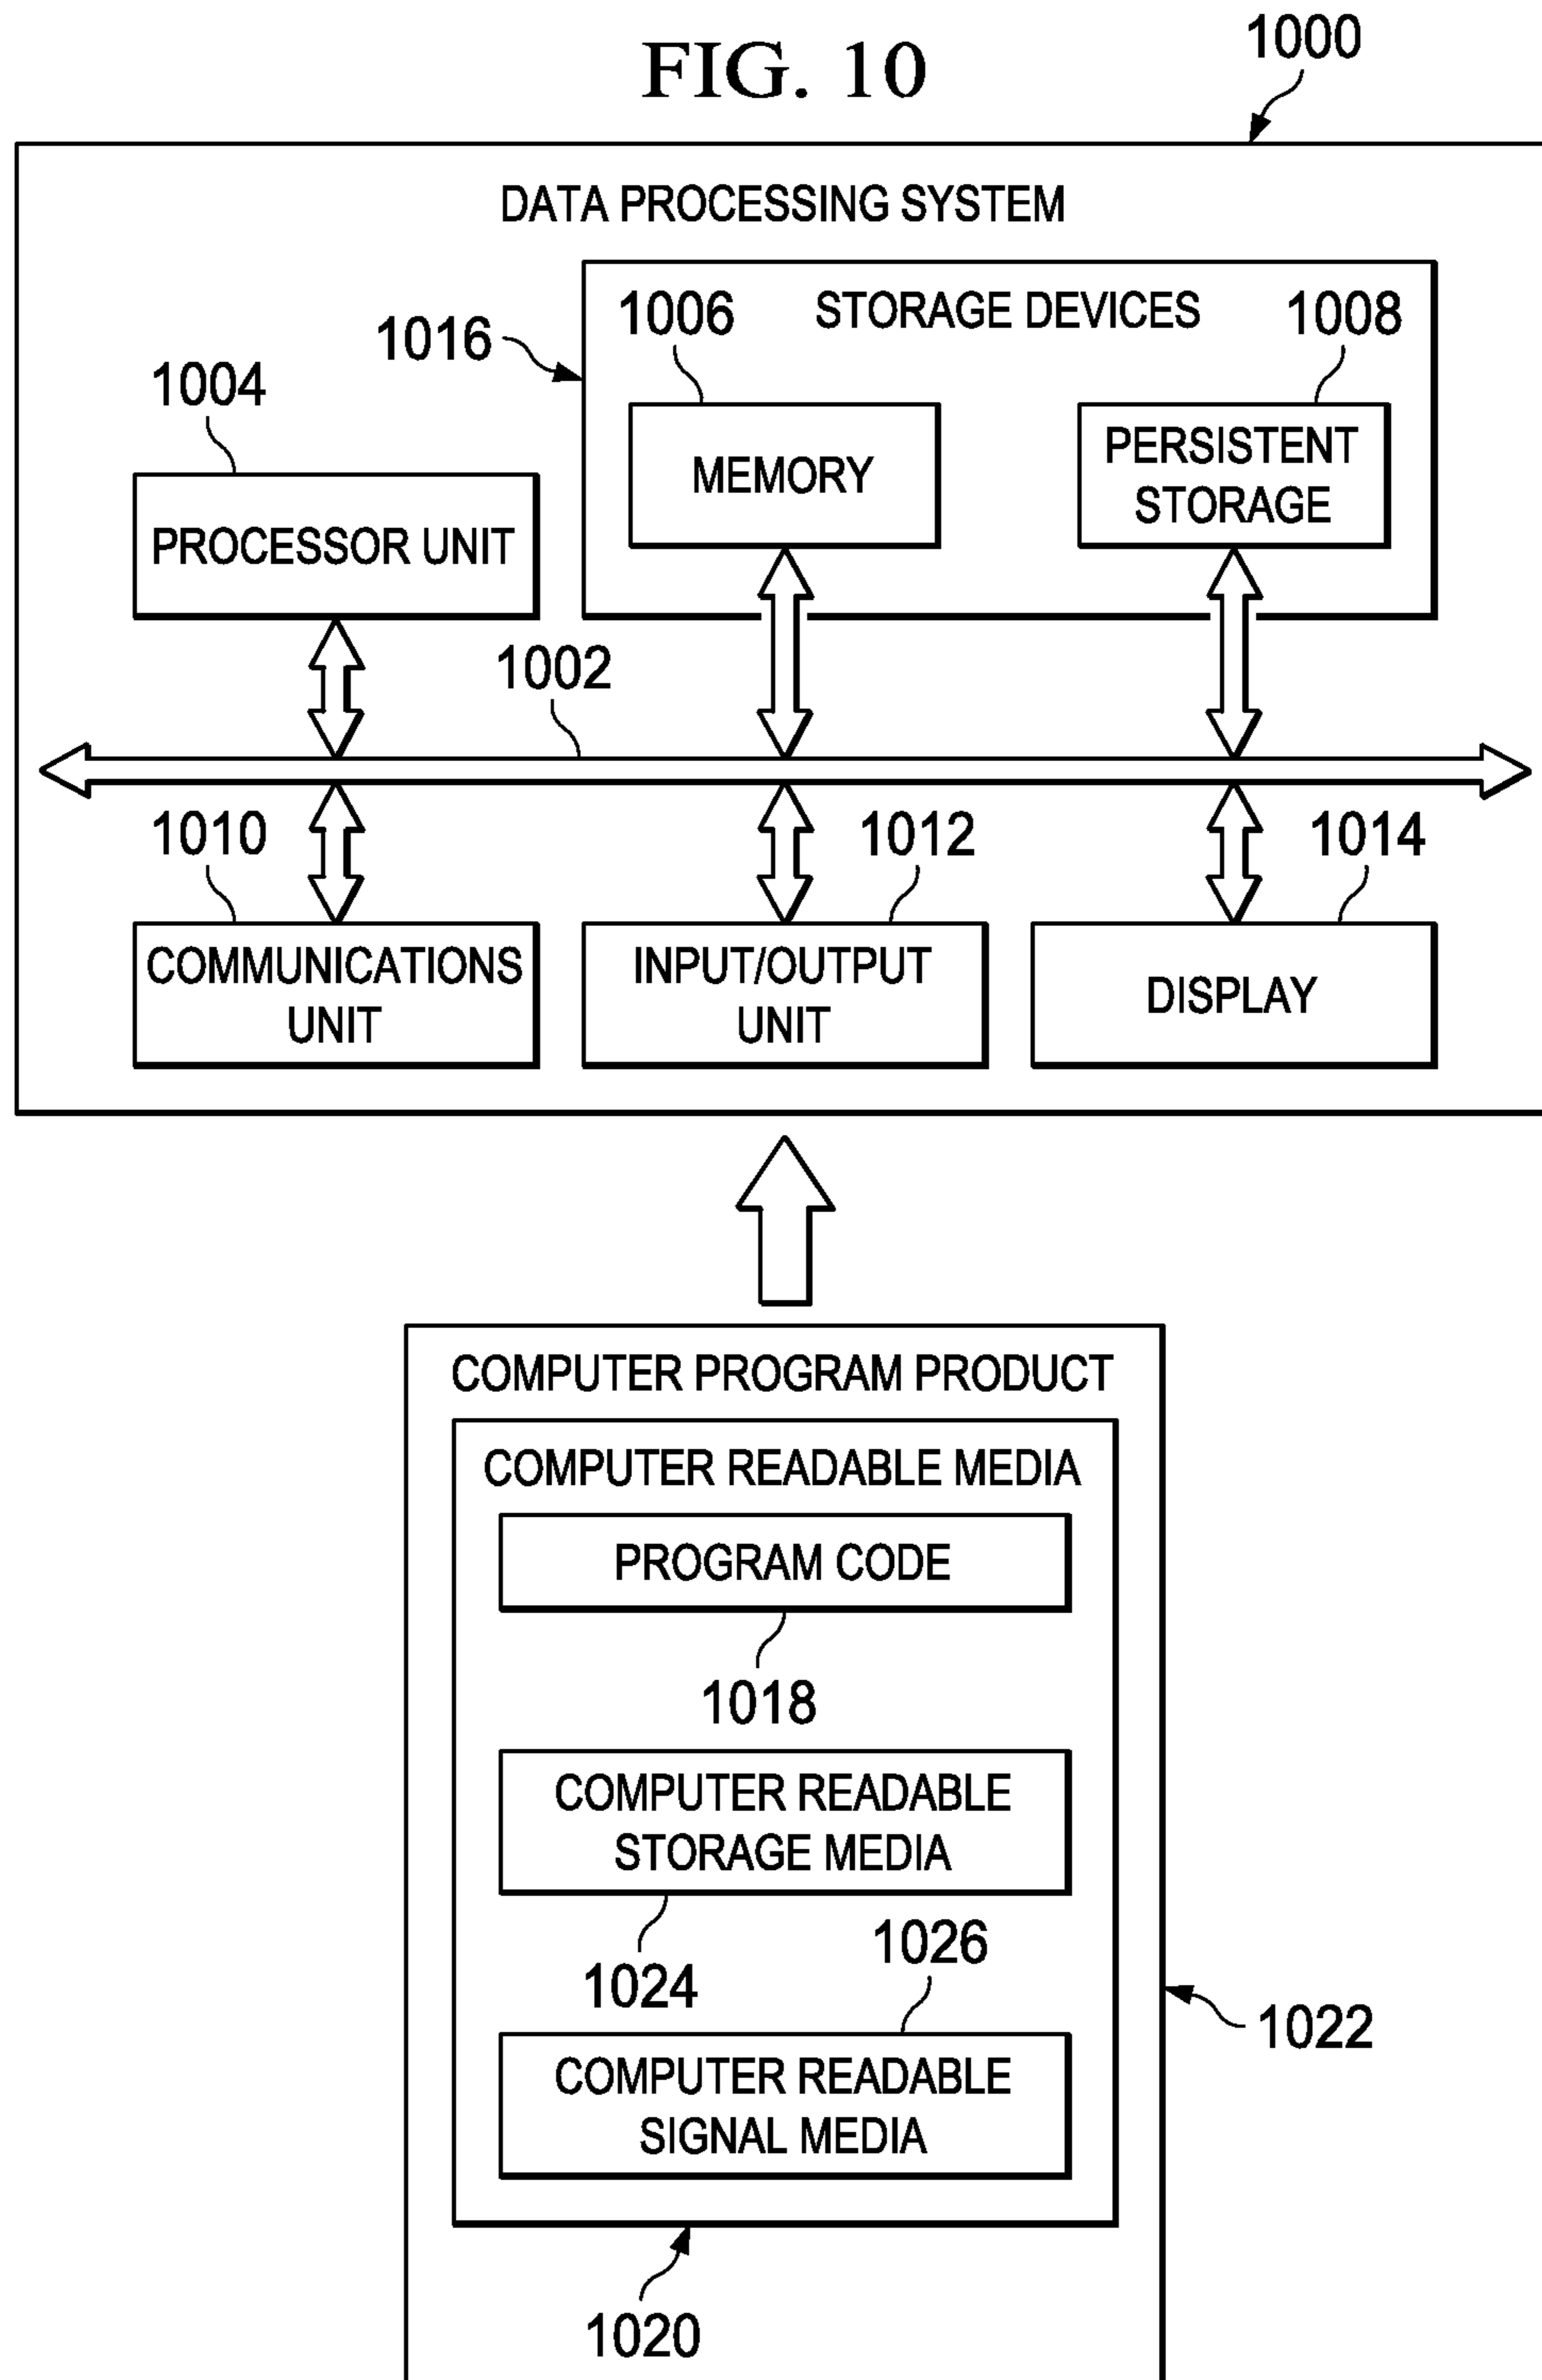 FIG. 10
1000
DATA PROCESSING SYSTEM
1016
1006
STORAGE DEVICES
1008
1004
MEMORY
PERSISTENT
STORAGE
PROCESSOR UNIT
1002
1010
1012
1014
COMMUNICATIONS
UNIT
INPUT/OUTPUT
UNIT
DISPLAY
COMPUTER PROGRAM PRODUCT
COMPUTER READABLE MEDIA
PROGRAM CODE
1018
COMPUTER READABLE
STORAGE MEDIA
1024
1026
COMPUTER READABLE
SIGNAL MEDIA
1022
1020